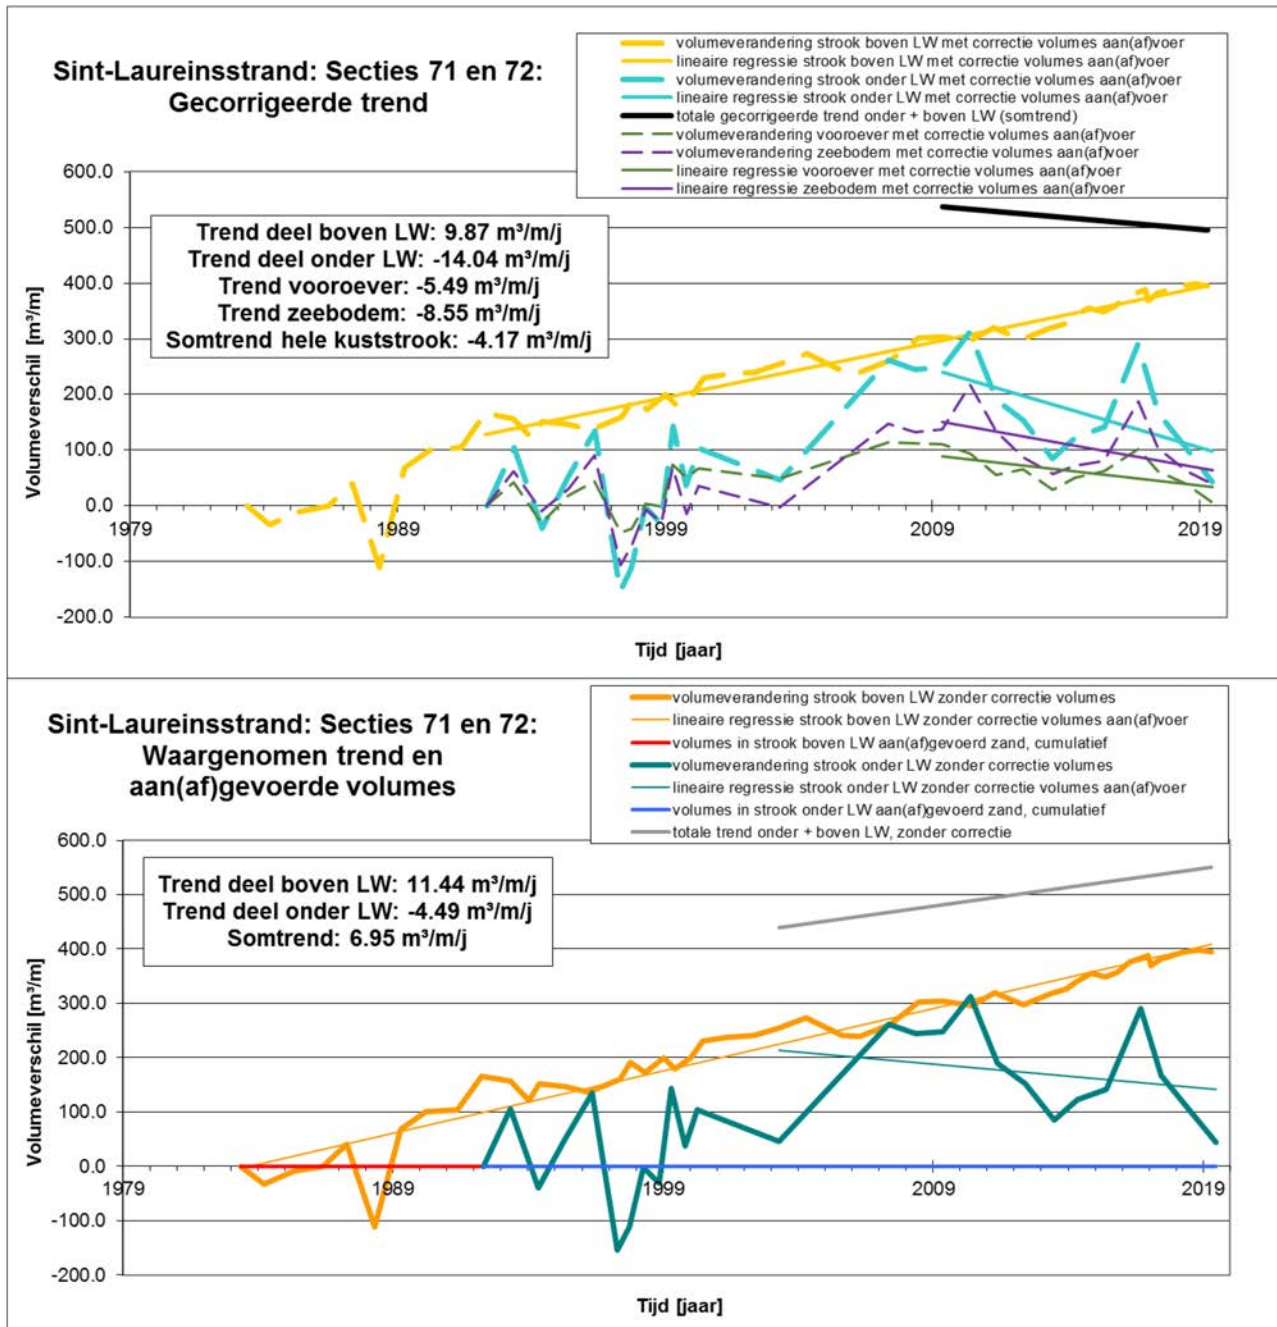 Sint-Laureinsstrand: Secties 71 en 72:
Gecorrigeerde trend
volumeverandering strook boven LW met correctie volumes aan(af)voer
lineaire regressie strook boven LW met correctie volumes aan(af)voer
volumeverandering strook onder LW met correctie volumes aan(af)voer
lineaire regressie strook onder LW met correctie volumes aan(af)voer
totale gecorrigeerde trend onder + boven LW (somtrend)
volumeverandering vooroever met correctie volumes aan(af)voer
volumeverandering zeebodem met correctie volumes aan(af)voer
lineaire regressie vooroever met correctie volumes aan(af)voer
lineaire regressie zeebodem met correctie volumes aan(af)voer
Trend deel boven LW: 9.87 m³/m/j
Trend deel onder LW: -14.04 m³/m/j
Trend vooroever: -5.49 m³/m/j
Trend zeebodem: -8.55 m³/m/j
Somtrend hele kuststrook: -4.17 m³/m/j
Volumeverschil [m³/m]
600.0
500.0
400.0
300.0
200.0
100.0
0.0
-100.0
-200.0
1979
1989
1999
2009
2019
Tijd [jaar]
Sint-Laureinsstrand: Secties 71 en 72:
Waargenomen trend en
aan(af)gevoerde volumes
volumeverandering strook boven LW zonder correctie volumes
lineaire regressie strook boven LW zonder correctie volumes aan(af)voer
volumes in strook boven LW aan(af)gevoerd zand, cumulatief
volumeverandering strook onder LW zonder correctie volumes
lineaire regressie strook onder LW zonder correctie volumes aan(af)voer
volumes in strook onder LW aan(af)gevoerd zand, cumulatief
totale trend onder + boven LW, zonder correctie
Trend deel boven LW: 11.44 m³/m/j
Trend deel onder LW: -4.49 m³/m/j
Somtrend: 6.95 m³/m/j
Volumeverschil [m³/m]
600.0
500.0
400.0
300.0
200.0
100.0
0.0
-100.0
-200.0
1979
1989
1999
2009
2019
Tijd [jaar]